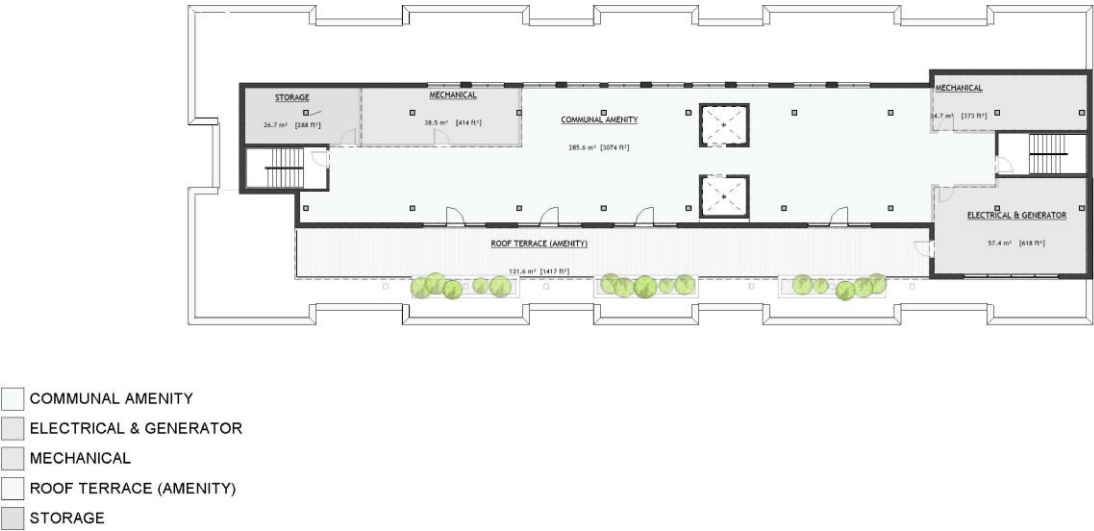 STORAGE
26.7 m² [288 ft²]
MECHANICAL
38.5 m² [414 ft²]
COMMUNAL AMENITY
285.6 m² [3074 ft²]
MECHANICAL
34.7 m² [373 ft²]
ELECTRICAL & GENERATOR
57.4 m² [618 ft²]
ROOF TERRACE (AMENITY)
131.6 m² [1417 ft²]
COMMUNAL AMENITY
ELECTRICAL & GENERATOR
MECHANICAL
ROOF TERRACE (AMENITY)
STORAGE